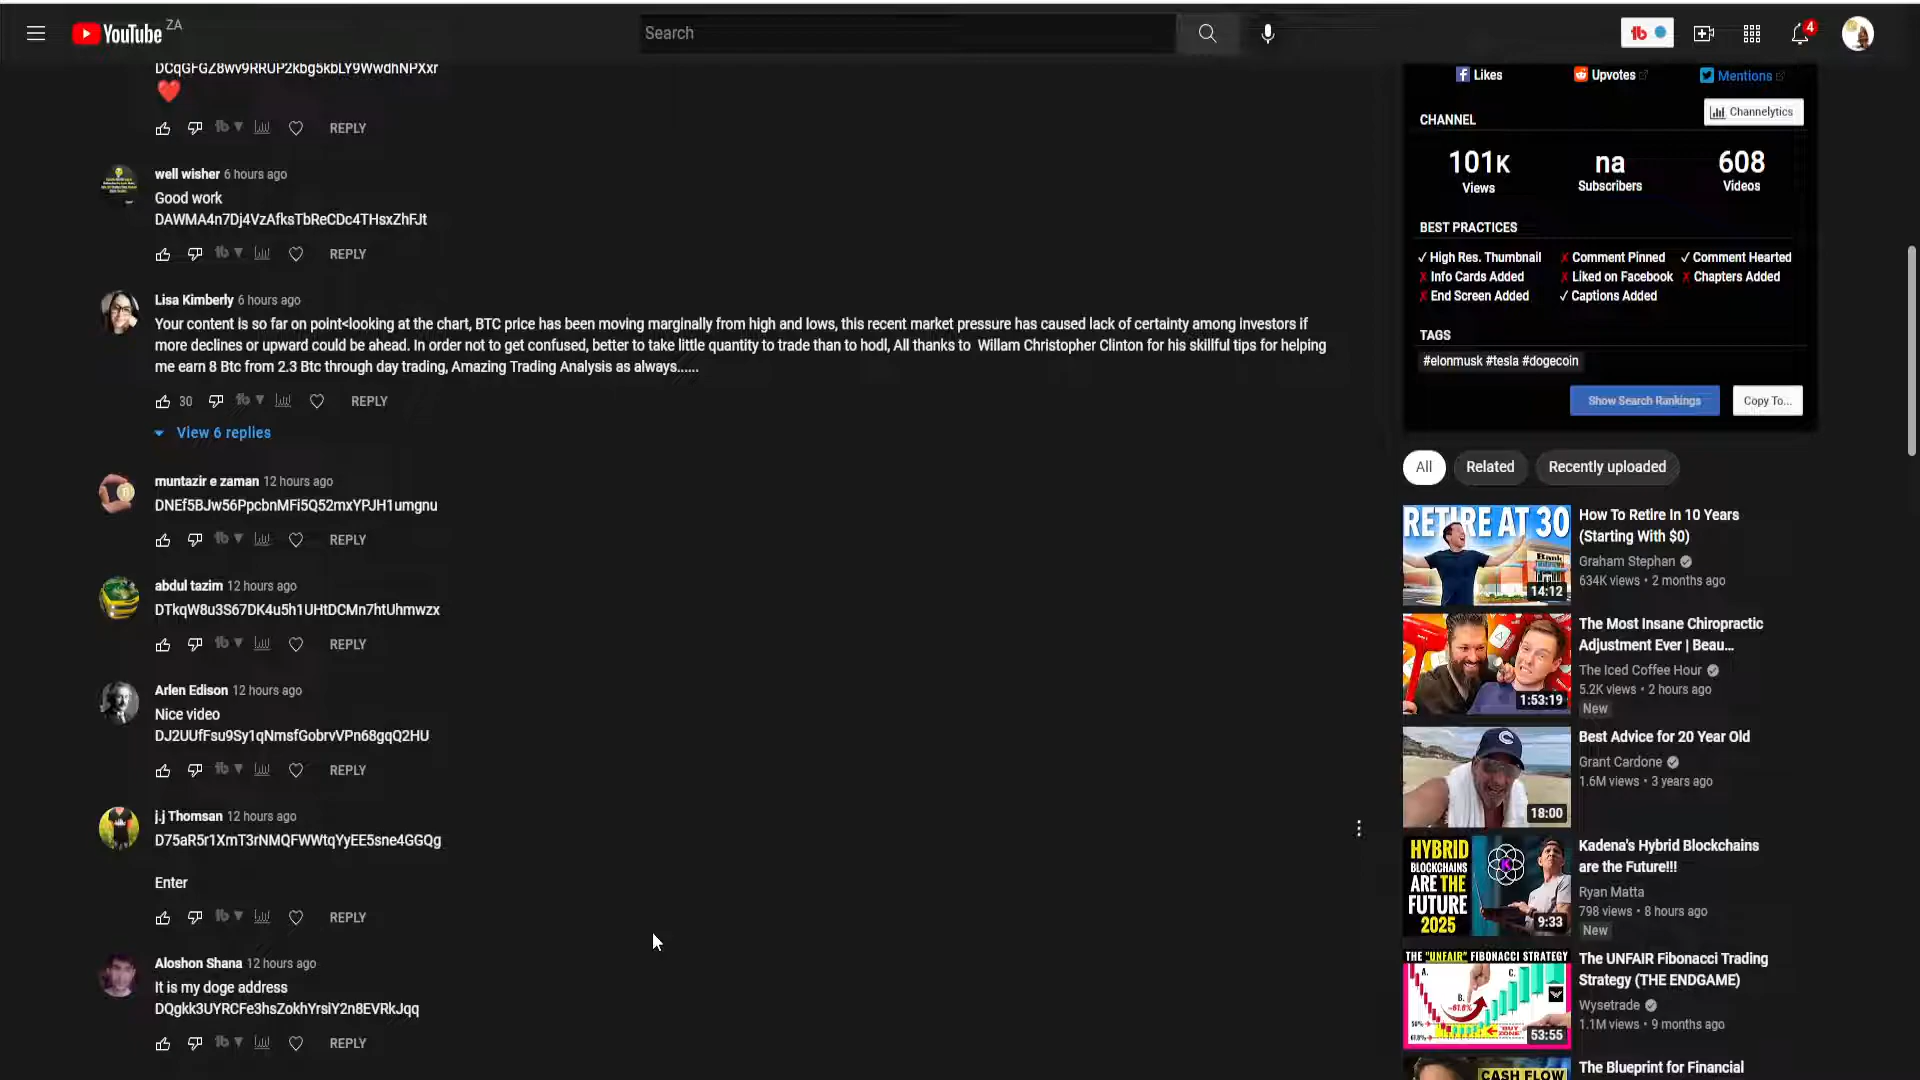 YouTube ZA
Search
4
DCqGFGZ8wv9RRUP2kbg5kbLY9WwdhNPXxr
REPLY
well wisher 6 hours ago
Good work
DAWMA4n7Dj4VzAfksTbReCDc4THsxZhFJt
REPLY
Lisa Kimberly 6 hours ago
Your content is so far on point<looking at the chart, BTC price has been moving marginally from high and lows, this recent market pressure has caused lack of certainty among investors if
more declines or upward could be ahead. In order not to get confused, better to take little quantity to trade than to hodl, All thanks to Willam Christopher Clinton for his skillful tips for helping
me earn 8 Btc from 2.3 Btc through day trading, Amazing Trading Analysis as always......
30 REPLY
View 6 replies
muntazir e zaman 12 hours ago
DNEf5BJw56PpcbnMFi5Q52mxYPJH1umgnu
REPLY
abdul tazim 12 hours ago
DTkqW8u3S67DK4u5h1UHtDCMn7htUhmwzx
REPLY
Arlen Edison 12 hours ago
Nice video
DJ2UUfFsu9Sy1qNmsfGobrvVPn68gqQ2HU
REPLY
j.j Thomsan 12 hours ago
D75aR5r1XmT3rNMQFWWtqYyEE5sne4GGQg
Enter
REPLY
Aloshon Shana 12 hours ago
It is my doge address
DQgkk3UYRCFe3hsZokhYrsiY2n8EVRkJqq
REPLY
Likes Upvotes Mentions
CHANNEL Channelytics
101K na 608
Views Subscribers Videos
BEST PRACTICES
✓ High Res. Thumbnail ✗ Comment Pinned ✓ Comment Hearted
✗ Info Cards Added ✗ Liked on Facebook ✗ Chapters Added
✗ End Screen Added ✓ Captions Added
TAGS
#elonmusk #tesla #dogecoin
Show Search Rankings Copy To...
All Related Recently uploaded
RETIRE AT 30
Bank
14:12
How To Retire In 10 Years
(Starting With $0)
Graham Stephan
634K views • 2 months ago
1:53:19
The Most Insane Chiropractic
Adjustment Ever | Beau...
The Iced Coffee Hour
5.2K views • 2 hours ago
New
18:00
Best Advice for 20 Year Old
Grant Cardone
1.6M views • 3 years ago
HYBRID
BLOCKCHAINS
ARE THE
FUTURE
2025
9:33
Kadena's Hybrid Blockchains
are the Future!!!
Ryan Matta
798 views • 8 hours ago
New
THE "UNFAIR" FIBONACCI STRATEGY
A.
B.
C.
-61.8%
50%
61.8%
"BUY
ZONE"
53:55
The UNFAIR Fibonacci Trading
Strategy (THE ENDGAME)
Wysetrade
1.1M views • 9 months ago
CASH FLOW
The Blueprint for Financial